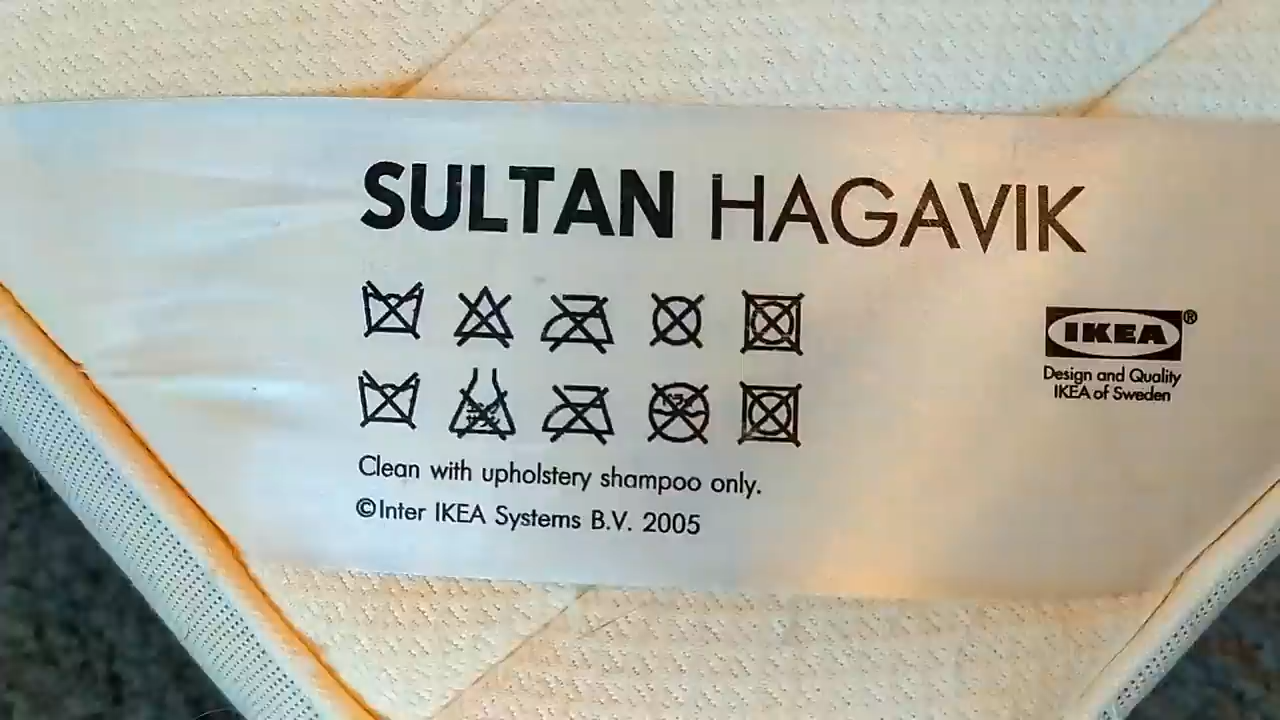 SULTAN HAGAVIK
IKEA®
Design and Quality
IKEA of Sweden
Clean with upholstery shampoo only.
©Inter IKEA Systems B.V. 2005